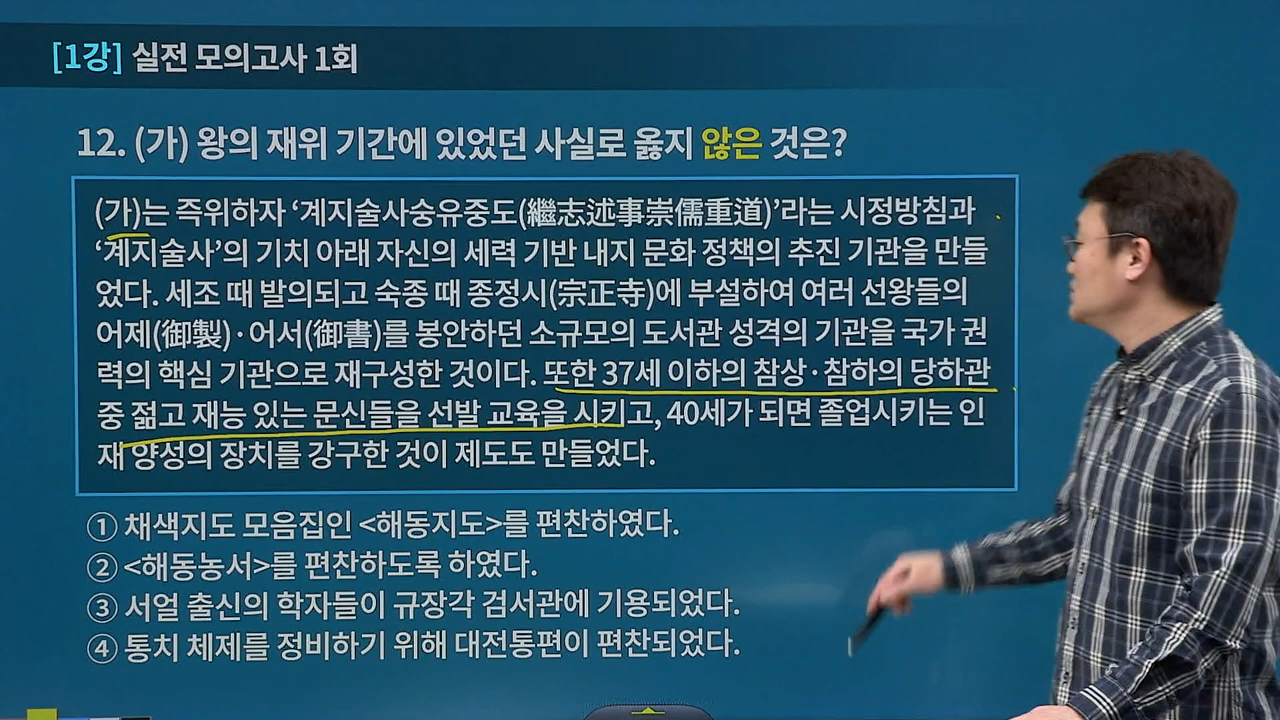 [1강] 실전 모의고사 1회
12. (가) 왕의 재위 기간에 있었던 사실로 옳지 않은 것은?
(가)는 즉위하자 ‘계지술사숭유중도(繼志述事崇儒重道)’라는 시정방침과
‘계지술사’의 기치 아래 자신의 세력 기반 내지 문화 정책의 추진 기관을 만들
었다. 세조 때 발의되고 숙종 때 종정시(宗正寺)에 부설하여 여러 선왕들의
어제(御製)·어서(御書)를 봉안하던 소규모의 도서관 성격의 기관을 국가 권
력의 핵심 기관으로 재구성한 것이다. 또한 37세 이하의 참상·참하의 당하관
중 젊고 재능 있는 문신들을 선발 교육을 시키고, 40세가 되면 졸업시키는 인
재 양성의 장치를 강구한 것이 제도도 만들었다.
① 채색지도 모음집인 <해동지도>를 편찬하였다.
② <해동농서>를 편찬하도록 하였다.
③ 서얼 출신의 학자들이 규장각 검서관에 기용되었다.
④ 통치 체제를 정비하기 위해 대전통편이 편찬되었다.